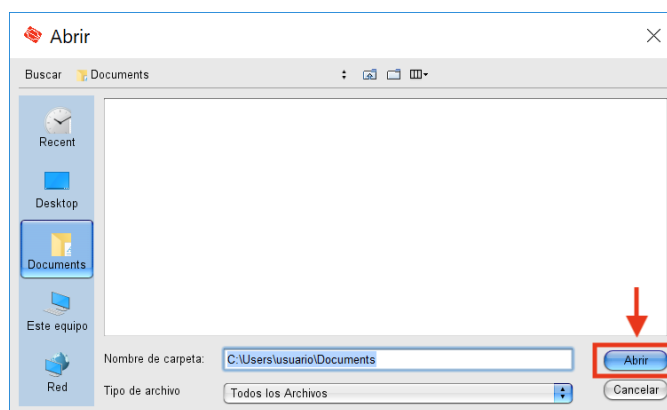 Abrir
Buscar Documents
Recent
Desktop
Documents
Este equipo
Red
Nombre de carpeta: C:\Users\usuario\Documents Abrir
Tipo de archivo Todos los Archivos Cancelar